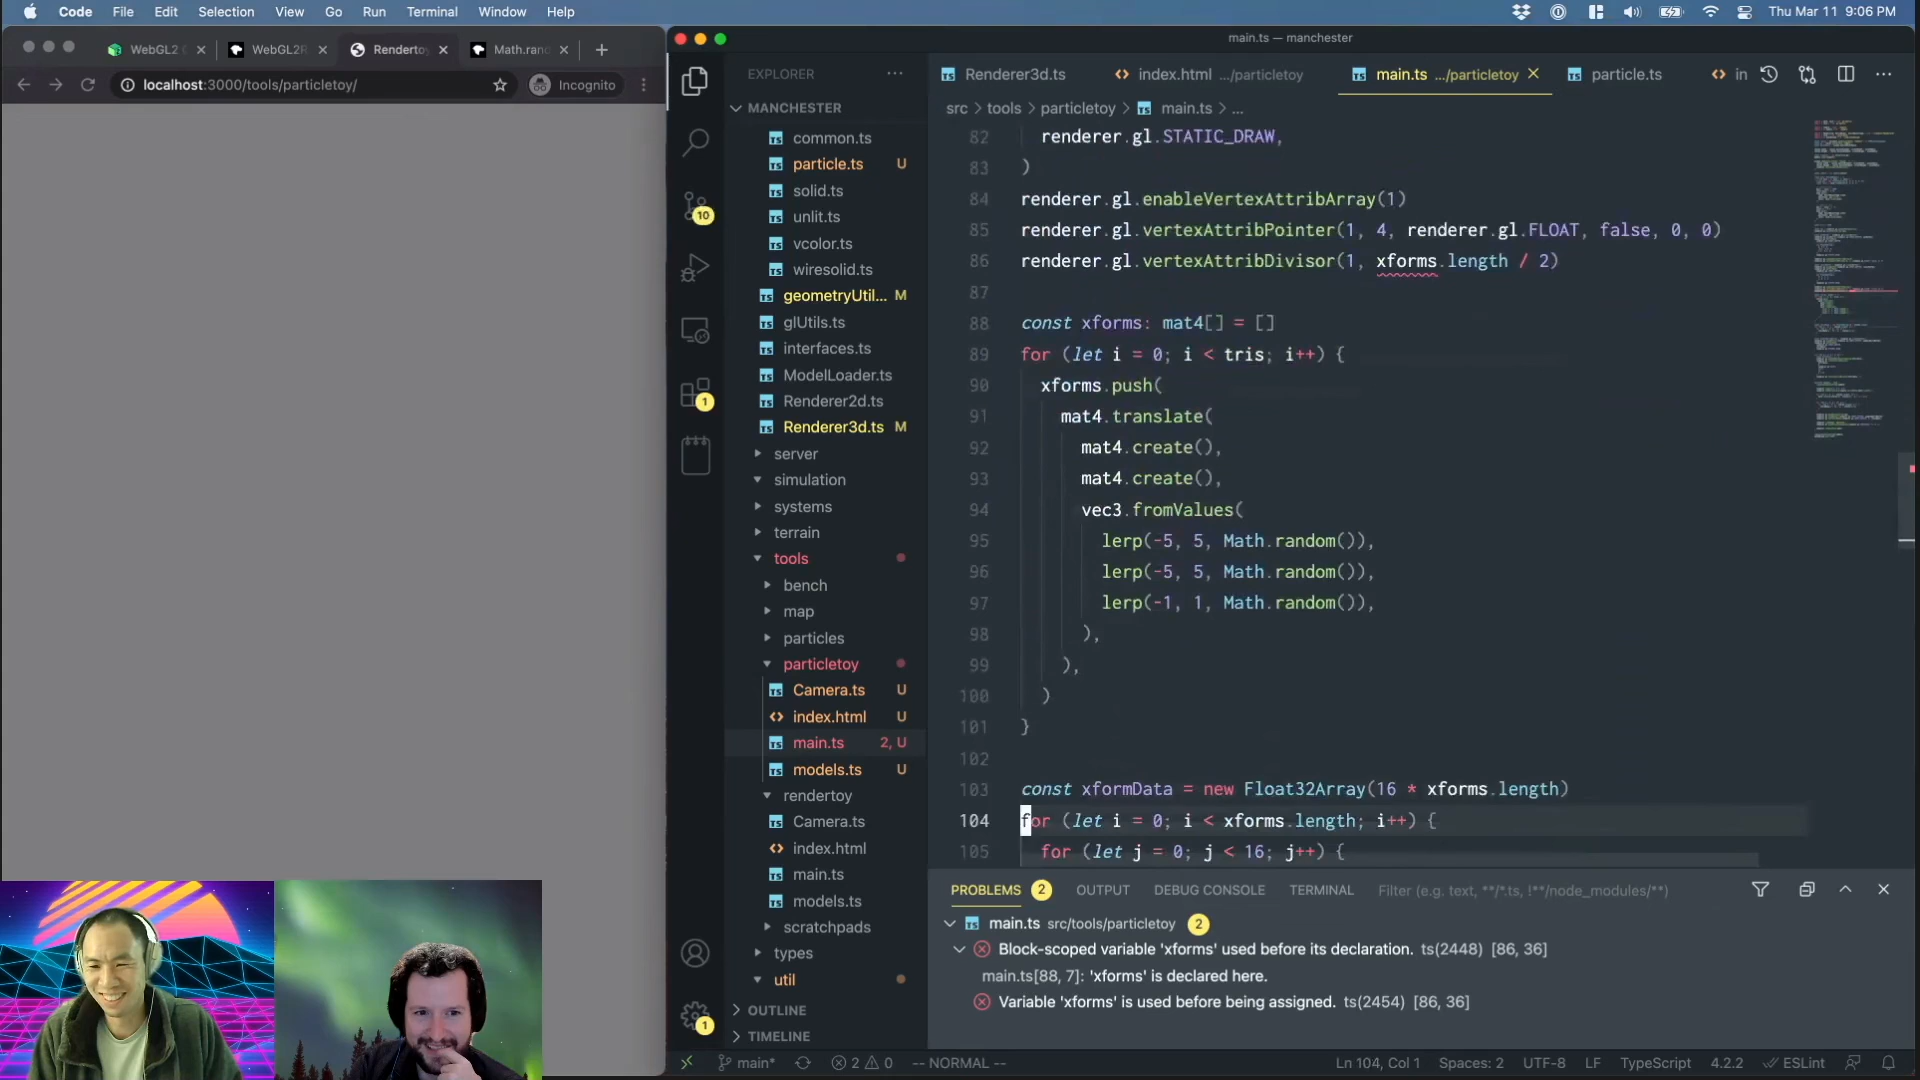 Code File Edit Selection View Go Run Terminal Window Help
Thu Mar 11 9:06 PM
WebGL2
WebGL2R
Renderto
Math.ran
localhost:3000/tools/particletoy/
Incognito
main.ts — manchester
EXPLORER
MANCHESTER
common.ts
particle.ts U
solid.ts
unlit.ts
vcolor.ts
wiresolid.ts
geometryUtil... M
glUtils.ts
interfaces.ts
ModelLoader.ts
Renderer2d.ts
Renderer3d.ts M
server
simulation
systems
terrain
tools
bench
map
particles
particletoy
Camera.ts U
index.html U
main.ts 2, U
models.ts U
rendertoy
Camera.ts
index.html
main.ts
models.ts
scratchpads
types
util
OUTLINE
TIMELINE
10
1
1
Renderer3d.ts
index.html .../particletoy
main.ts .../particletoy
particle.ts
in
src > tools > particletoy > main.ts > ...
82 renderer.gl.STATIC_DRAW,
83 )
84 renderer.gl.enableVertexAttribArray(1)
85 renderer.gl.vertexAttribPointer(1, 4, renderer.gl.FLOAT, false, 0, 0)
86 renderer.gl.vertexAttribDivisor(1, xforms.length / 2)
87
88 const xforms: mat4[] = []
89 for (let i = 0; i < tris; i++) {
90 xforms.push(
91 mat4.translate(
92 mat4.create(),
93 mat4.create(),
94 vec3.fromValues(
95 lerp(-5, 5, Math.random()),
96 lerp(-5, 5, Math.random()),
97 lerp(-1, 1, Math.random()),
98 ),
99 ),
100 )
101 }
102
103 const xformData = new Float32Array(16 * xforms.length)
104 for (let i = 0; i < xforms.length; i++) {
105 for (let j = 0; j < 16; j++) {
PROBLEMS 2 OUTPUT DEBUG CONSOLE TERMINAL Filter (e.g. text, **/*.ts, !**/node_modules/**)
main.ts src/tools/particletoy 2
Block-scoped variable 'xforms' used before its declaration. ts(2448) [86, 36]
main.ts[88, 7]: 'xforms' is declared here.
Variable 'xforms' is used before being assigned. ts(2454) [86, 36]
main* 2 0 -- NORMAL -- Ln 104, Col 1 Spaces: 2 UTF-8 LF TypeScript 4.2.2 ESLint